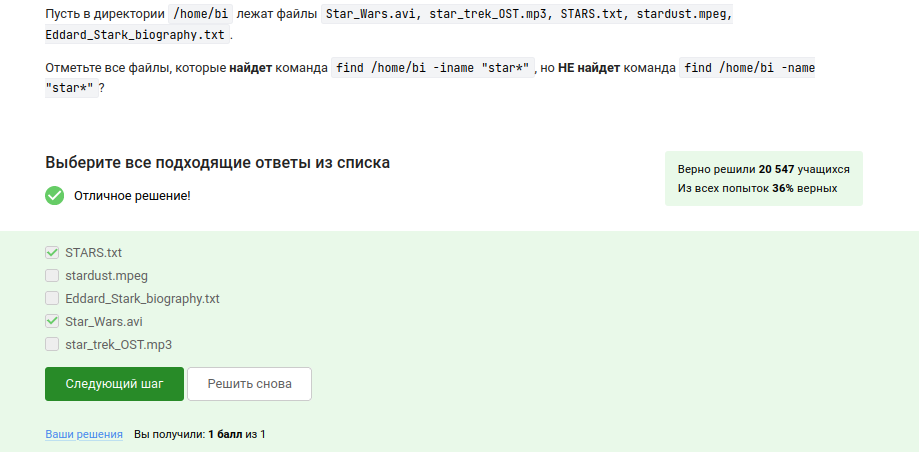 Пусть в директории /home/bi лежат файлы Star_Wars.avi, star_trek_OST.mp3, STARS.txt, stardust.mpeg,
Eddard_Stark_biography.txt.
Отметьте все файлы, которые найдет команда find /home/bi -iname "star*", но НЕ найдет команда find /home/bi -name
"star*"?
Выберите все подходящие ответы из списка
Отличное решение!
Верно решили 20 547 учащихся
Из всех попыток 36% верных
STARS.txt
stardust.mpeg
Eddard_Stark_biography.txt
Star_Wars.avi
star_trek_OST.mp3
Следующий шаг
Решить снова
Ваши решения Вы получили: 1 балл из 1